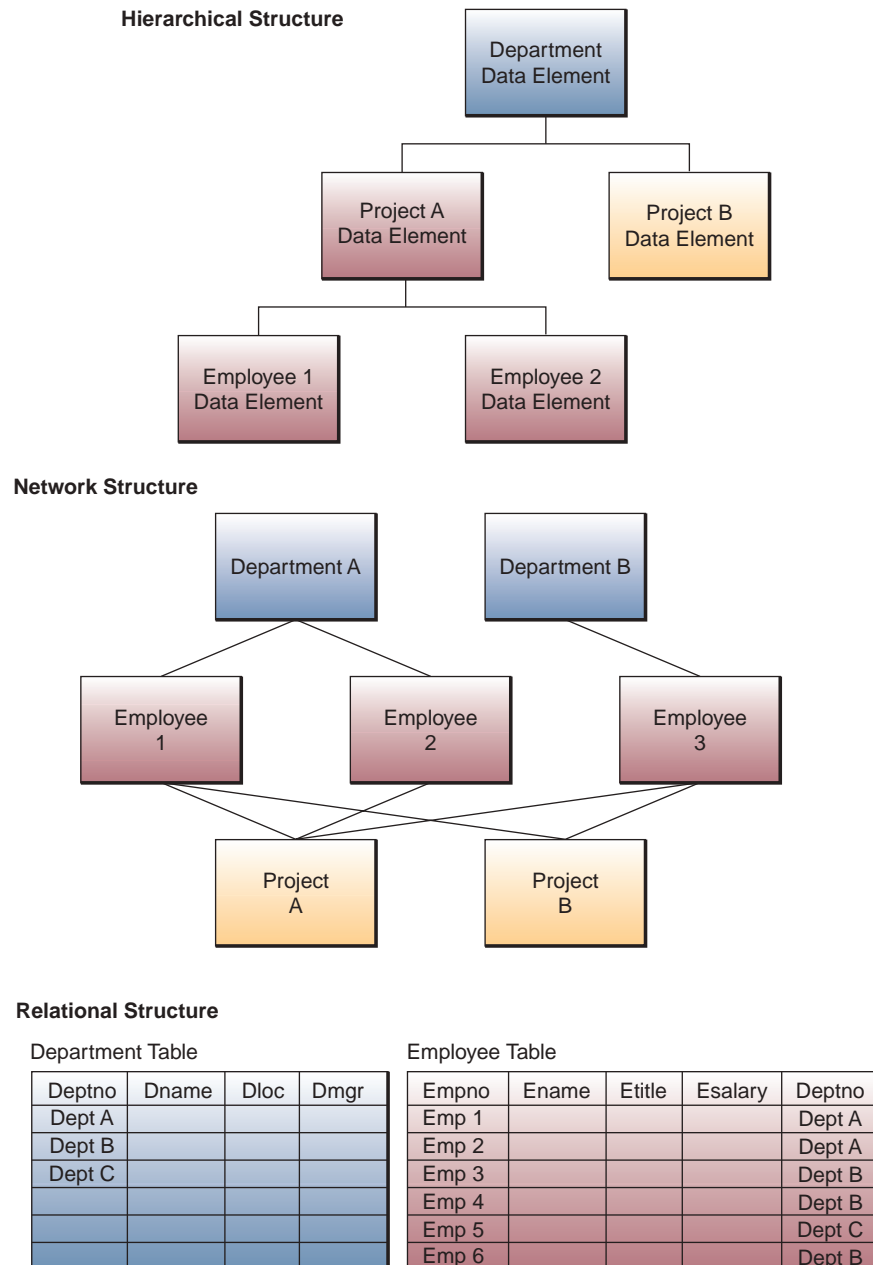 Hierarchical Structure
Department
Data Element
Project A
Data Element
Project B
Data Element
Employee 1
Data Element
Employee 2
Data Element
Network Structure
Department A
Department B
Employee
1
Employee
2
Employee
3
Project
A
Project
B
Relational Structure
Department Table
Deptno Dname Dloc Dmgr
Dept A
Dept B
Dept C
Employee Table
Empno Ename Etitle Esalary Deptno
Emp 1 Dept A
Emp 2 Dept A
Emp 3 Dept B
Emp 4 Dept B
Emp 5 Dept C
Emp 6 Dept B